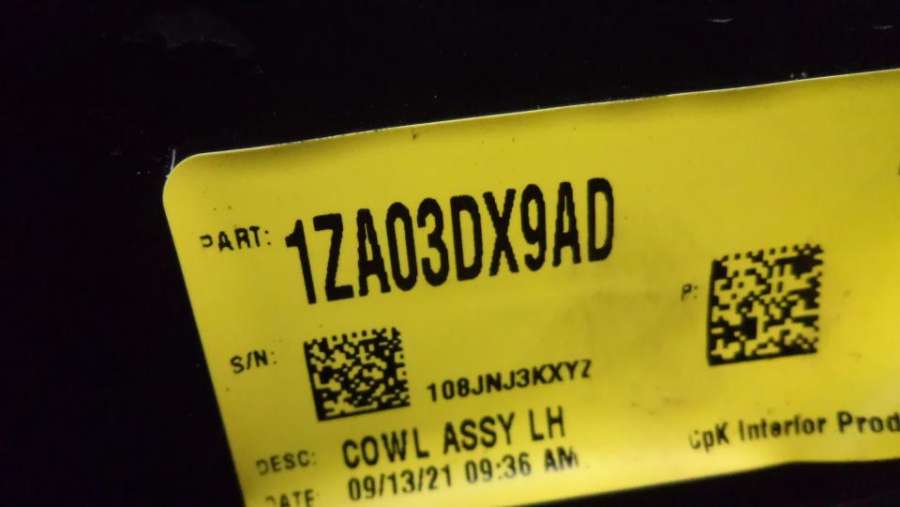 PART: 1ZA03DX9AD
P:
S/N: 108JNJ3KXYZ
DESC: COWL ASSY LH
CpK Interior Prod
DATE 09/13/21 09:36 AM